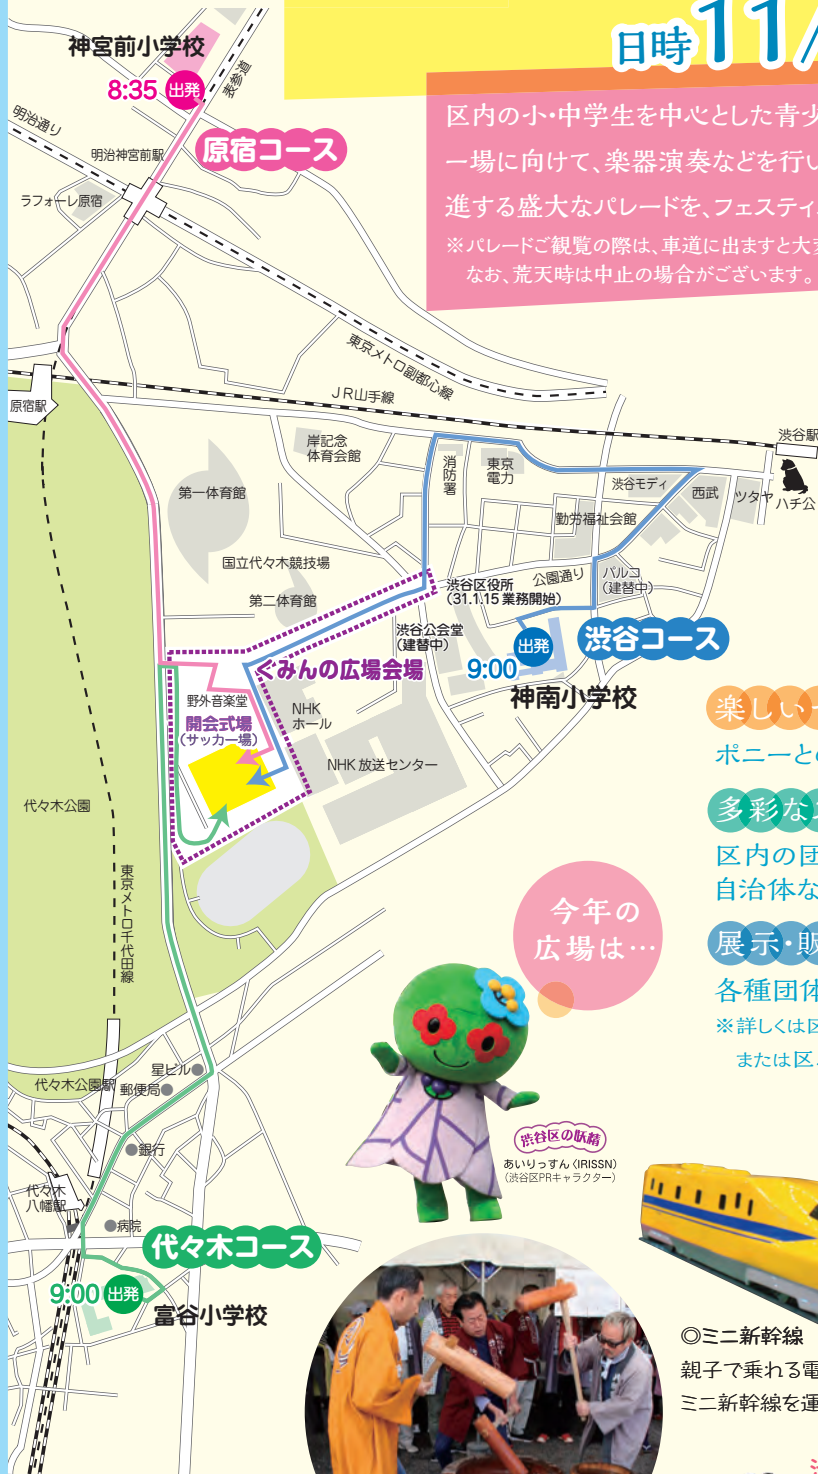 日時11/
区内の小・中学生を中心とした青少
一場に向けて、楽器演奏などを行い
進する盛大なパレードを、フェスティ
※パレードご観覧の際は、車道に出ますと大変
なお、荒天時は中止の場合がございます。
神宮前小学校
8:35 出発
表参道
明治通り
明治神宮前駅
原宿コース
ラフォーレ原宿
東京メトロ副都心線
JR山手線
原宿駅
渋谷駅
岸記念
体育会館
消防署
東京
電力
渋谷モディ
西武
ツタヤ
ハチ公
第一体育館
勤労福祉会館
国立代々木競技場
第二体育館
渋谷区役所
(31.1.15 業務開始)
公園通り
パルコ
(建替中)
渋谷公会堂
(建替中)
出発
9:00
渋谷コース
神南小学校
ぐみんの広場会場
野外音楽堂
開会式場
(サッカー場)
NHK
ホール
NHK放送センター
代々木公園
東京メトロ千代田線
楽しい
ポニーと
多彩な
区内の団
自治体な
展示・販
各種団体
※詳しくは区
または区
今年の
広場は…
星ビル
代々木公園駅
郵便局
銀行
代々木
八幡駅
病院
代々木コース
9:00 出発
富谷小学校
渋谷区の妖精
あいりっすん〈IRISSN〉
(渋谷区PRキャラクター)
◎ミニ新幹線
親子で乗れる電
ミニ新幹線を運